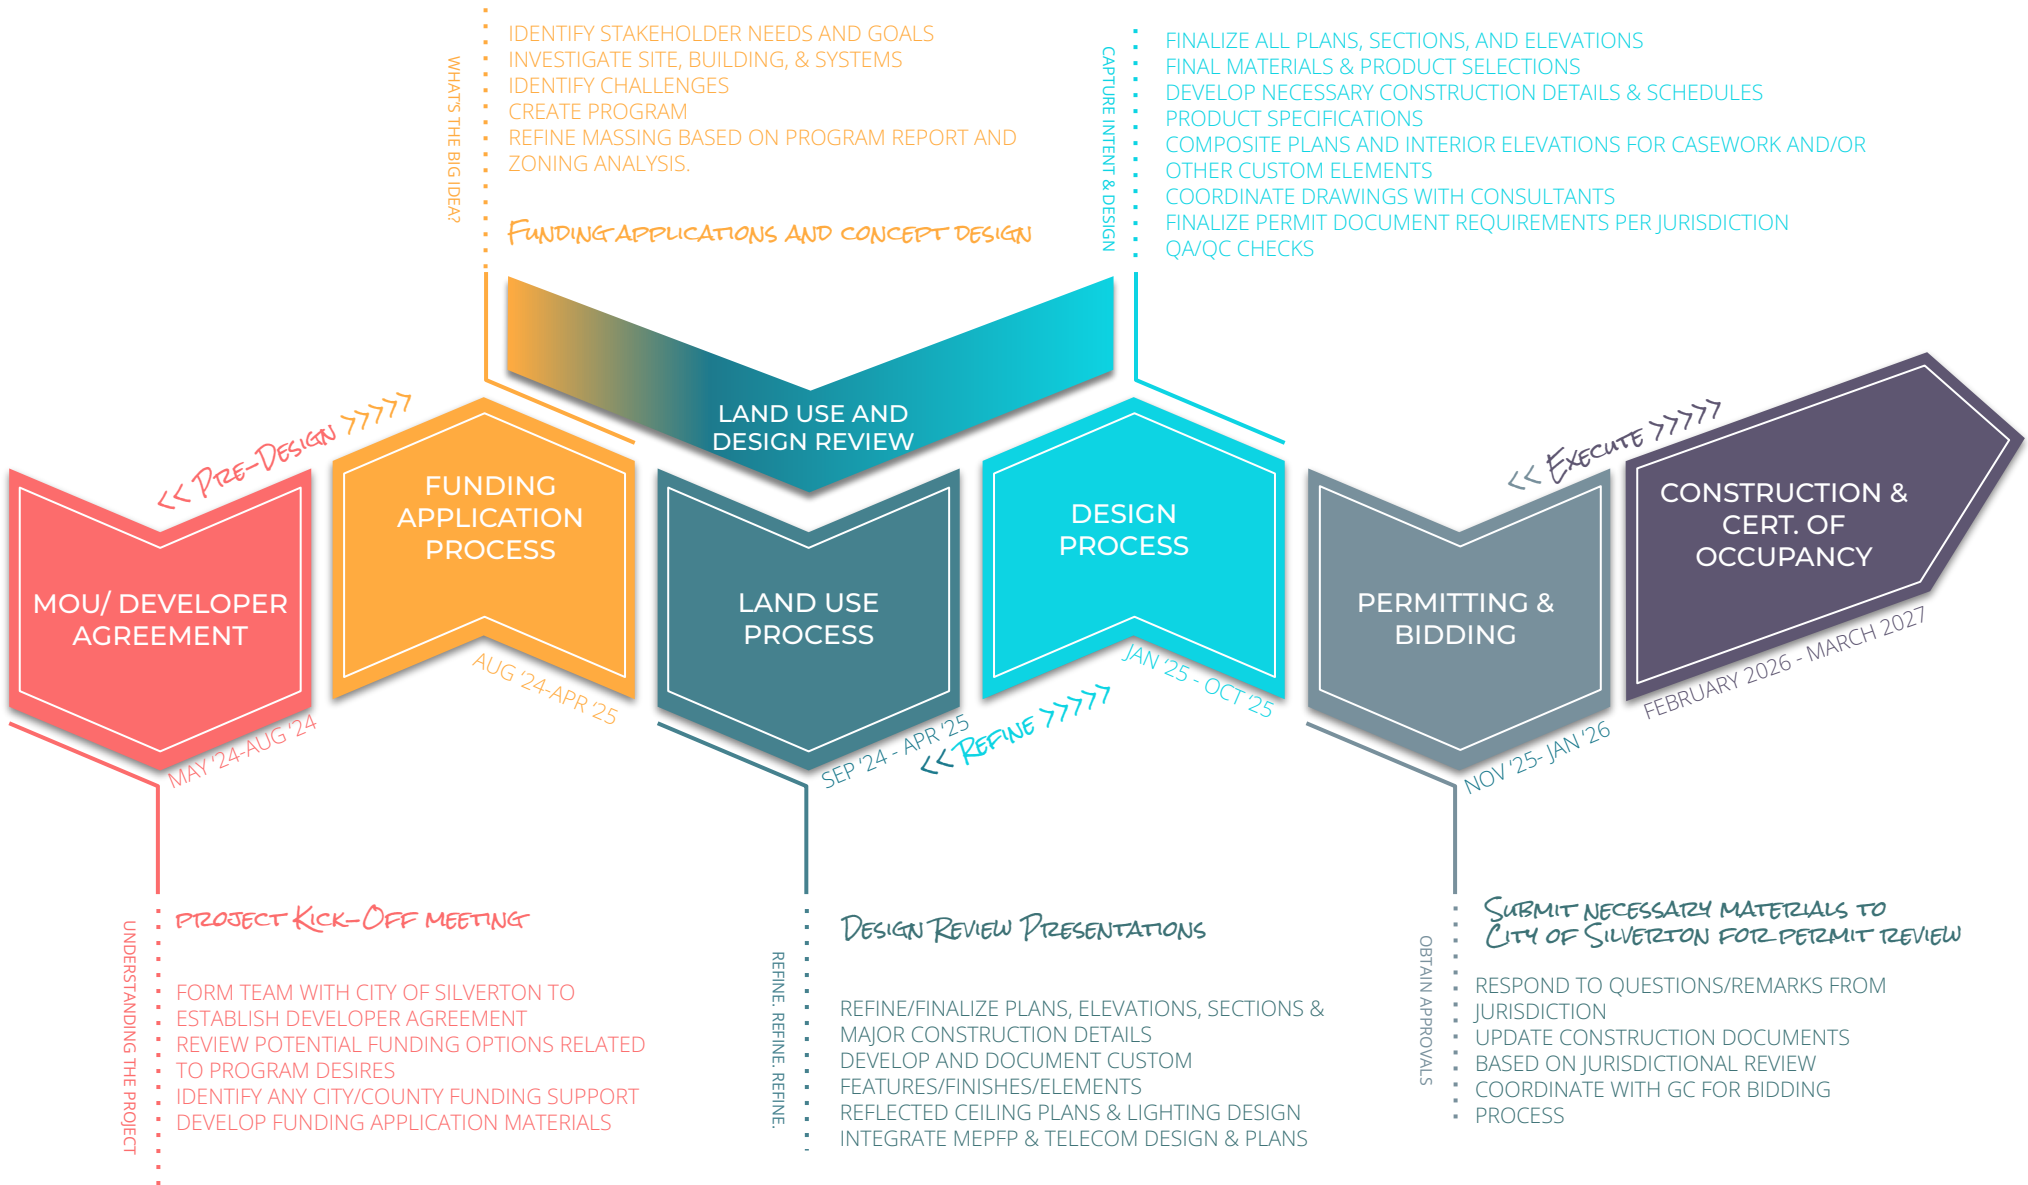 WHAT'S THE BIG IDEA?
IDENTIFY STAKEHOLDER NEEDS AND GOALS
INVESTIGATE SITE, BUILDING, & SYSTEMS
IDENTIFY CHALLENGES
CREATE PROGRAM
REFINE MASSING BASED ON PROGRAM REPORT AND
ZONING ANALYSIS.
FUNDING APPLICATIONS AND CONCEPT DESIGN
CAPTURE INTENT & DESIGN
FINALIZE ALL PLANS, SECTIONS, AND ELEVATIONS
FINAL MATERIALS & PRODUCT SELECTIONS
DEVELOP NECESSARY CONSTRUCTION DETAILS & SCHEDULES
PRODUCT SPECIFICATIONS
COMPOSITE PLANS AND INTERIOR ELEVATIONS FOR CASEWORK AND/OR
OTHER CUSTOM ELEMENTS
COORDINATE DRAWINGS WITH CONSULTANTS
FINALIZE PERMIT DOCUMENT REQUIREMENTS PER JURISDICTION
QA/QC CHECKS
LAND USE AND
DESIGN REVIEW
<< PRE-DESIGN >>>>>
<< EXECUTE >>>>>
MOU/ DEVELOPER
AGREEMENT
MAY '24-AUG '24
FUNDING
APPLICATION
PROCESS
AUG '24-APR '25
LAND USE
PROCESS
SEP '24 - APR '25
<< REFINE >>>>>
DESIGN
PROCESS
JAN '25 - OCT '25
PERMITTING &
BIDDING
NOV '25- JAN '26
CONSTRUCTION &
CERT. OF
OCCUPANCY
FEBRUARY 2026 - MARCH 2027
UNDERSTANDING THE PROJECT
PROJECT KICK-OFF MEETING
FORM TEAM WITH CITY OF SILVERTON TO
ESTABLISH DEVELOPER AGREEMENT
REVIEW POTENTIAL FUNDING OPTIONS RELATED
TO PROGRAM DESIRES
IDENTIFY ANY CITY/COUNTY FUNDING SUPPORT
DEVELOP FUNDING APPLICATION MATERIALS
REFINE. REFINE. REFINE.
DESIGN REVIEW PRESENTATIONS
REFINE/FINALIZE PLANS, ELEVATIONS, SECTIONS &
MAJOR CONSTRUCTION DETAILS
DEVELOP AND DOCUMENT CUSTOM
FEATURES/FINISHES/ELEMENTS
REFLECTED CEILING PLANS & LIGHTING DESIGN
INTEGRATE MEPFP & TELECOM DESIGN & PLANS
OBTAIN APPROVALS
SUBMIT NECESSARY MATERIALS TO
CITY OF SILVERTON FOR PERMIT REVIEW
RESPOND TO QUESTIONS/REMARKS FROM
JURISDICTION
UPDATE CONSTRUCTION DOCUMENTS
BASED ON JURISDICTIONAL REVIEW
COORDINATE WITH GC FOR BIDDING
PROCESS